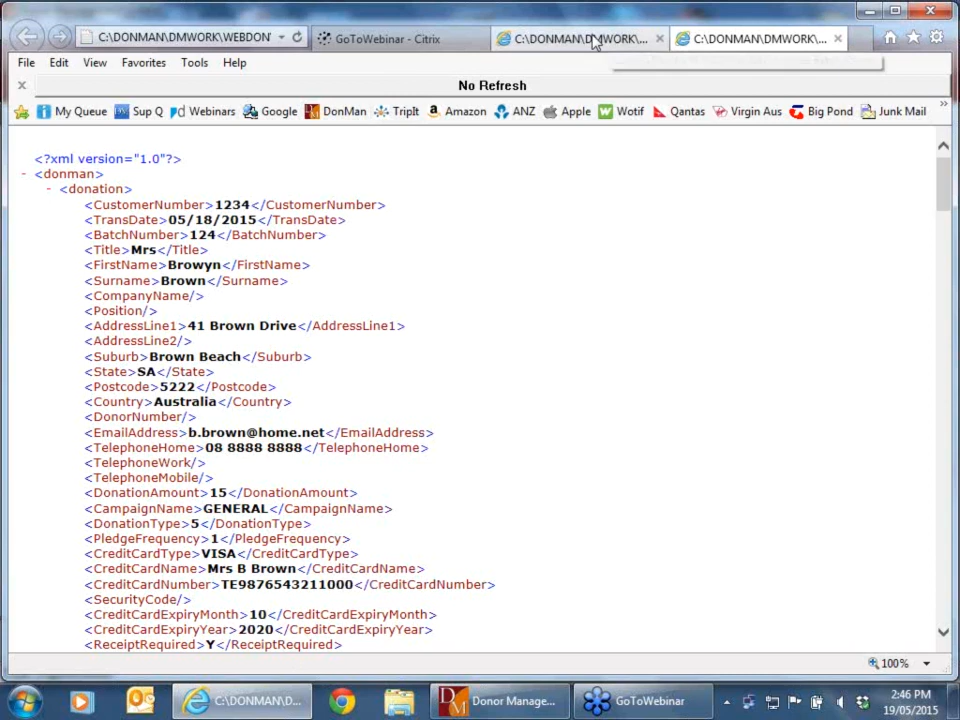 C:\DONMAN\DMWORK\WEBDON
GoToWebinar - Citrix
C:\DONMAN\DMWORK\...
C:\DONMAN\DMWORK\...
File Edit View Favorites Tools Help
x No Refresh
My Queue Sup Q Webinars Google DonMan TripIt Amazon ANZ Apple Wotif Qantas Virgin Aus Big Pond Junk Mail »
<?xml version="1.0"?>
- <donman>
- <donation>
<CustomerNumber>1234</CustomerNumber>
<TransDate>05/18/2015</TransDate>
<BatchNumber>124</BatchNumber>
<Title>Mrs</Title>
<FirstName>Browyn</FirstName>
<Surname>Brown</Surname>
<CompanyName/>
<Position/>
<AddressLine1>41 Brown Drive</AddressLine1>
<AddressLine2/>
<Suburb>Brown Beach</Suburb>
<State>SA</State>
<Postcode>5222</Postcode>
<Country>Australia</Country>
<DonorNumber/>
<EmailAddress>b.brown@home.net</EmailAddress>
<TelephoneHome>08 8888 8888</TelephoneHome>
<TelephoneWork/>
<TelephoneMobile/>
<DonationAmount>15</DonationAmount>
<CampaignName>GENERAL</CampaignName>
<DonationType>5</DonationType>
<PledgeFrequency>1</PledgeFrequency>
<CreditCardType>VISA</CreditCardType>
<CreditCardName>Mrs B Brown</CreditCardName>
<CreditCardNumber>TE9876543211000</CreditCardNumber>
<SecurityCode/>
<CreditCardExpiryMonth>10</CreditCardExpiryMonth>
<CreditCardExpiryYear>2020</CreditCardExpiryYear>
<ReceiptRequired>Y</ReceiptRequired>
100%
C:\DONMAN\D... Donor Manage... GoToWebinar
2:46 PM
19/05/2015